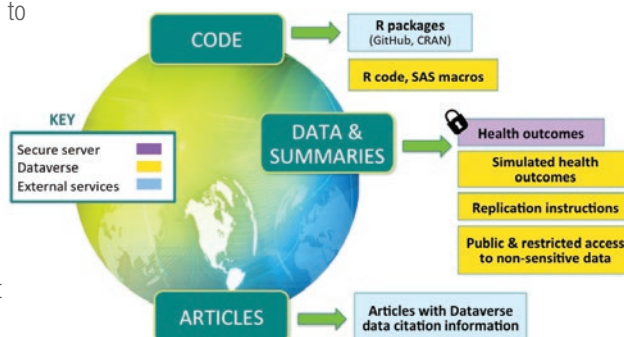 to
CODE
R packages
(GitHub, CRAN)
R code, SAS macros
KEY
Secure server
Dataverse
External services
DATA &
SUMMARIES
Health outcomes
Simulated health
outcomes
Replication instructions
Public & restricted access
to non-sensitive data
t
ARTICLES
Articles with Dataverse
data citation information